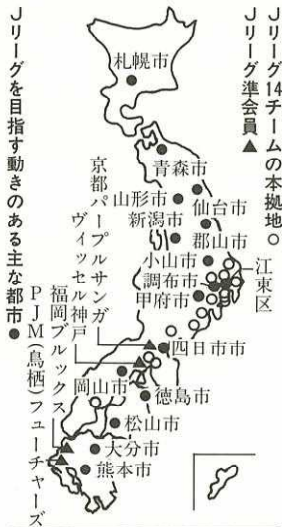 Jリーグ14チームの本拠地○
Jリーグ準会員▲
Jリーグを目指す動きのある主な都市●
札幌市
青森市
山形市
仙台市
新潟市
郡山市
小山市
調布市
江東区
甲府市
京都パープルサンガ
ヴィッセル神戸
四日市市
岡山市
徳島市
福岡ブルックス
PJM(鳥栖)フューチャーズ
松山市
大分市
熊本市